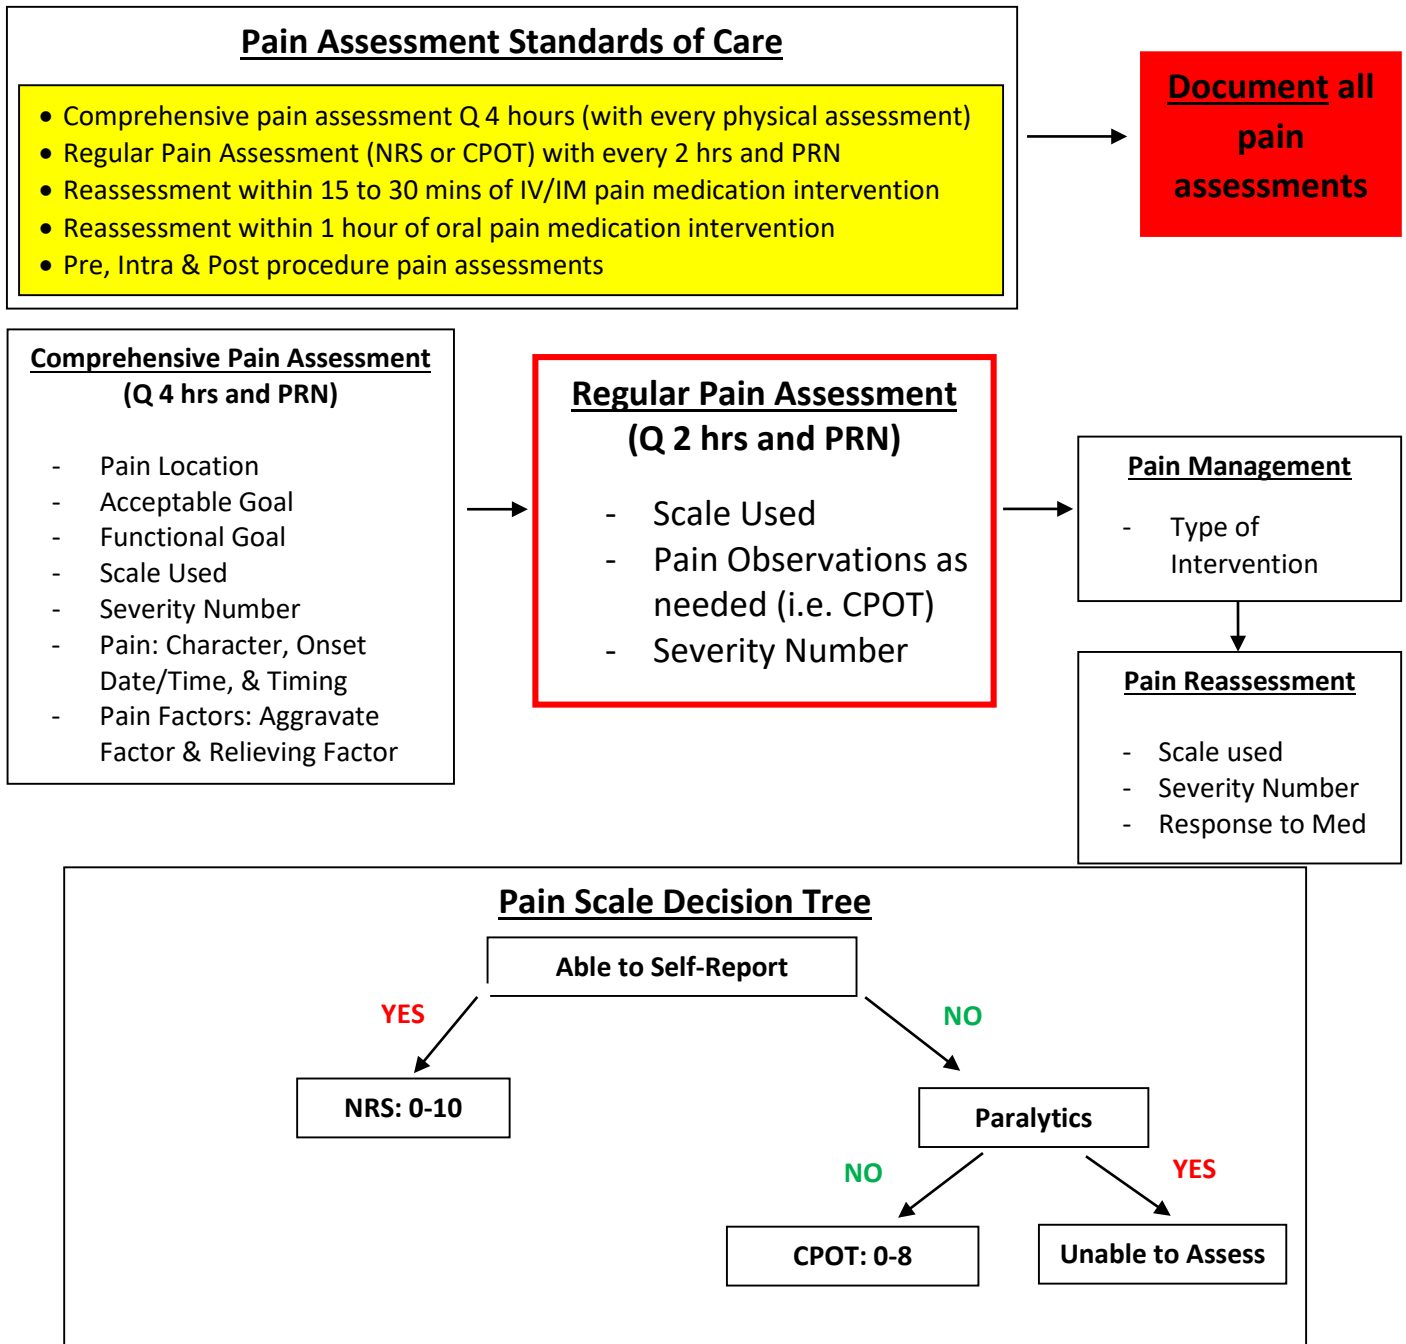 Pain Assessment Standards of Care
• Comprehensive pain assessment Q 4 hours (with every physical assessment)
• Regular Pain Assessment (NRS or CPOT) with every 2 hrs and PRN
• Reassessment within 15 to 30 mins of IV/IM pain medication intervention
• Reassessment within 1 hour of oral pain medication intervention
• Pre, Intra & Post procedure pain assessments
Document all
pain
assessments
Comprehensive Pain Assessment
(Q 4 hrs and PRN)
- Pain Location
- Acceptable Goal
- Functional Goal
- Scale Used
- Severity Number
- Pain: Character, Onset
Date/Time, & Timing
- Pain Factors: Aggravate
Factor & Relieving Factor
Regular Pain Assessment
(Q 2 hrs and PRN)
- Scale Used
- Pain Observations as
needed (i.e. CPOT)
- Severity Number
Pain Management
- Type of
Intervention
Pain Reassessment
- Scale used
- Severity Number
- Response to Med
Pain Scale Decision Tree
Able to Self-Report
YES
NO
NRS: 0-10
Paralytics
NO
YES
CPOT: 0-8
Unable to Assess